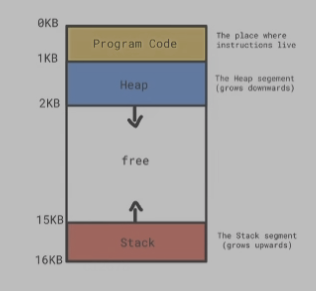 0KB
Program Code
The place where
instructions live
1KB
Heap
The Heap segement
(grows downwards)
2KB
free
15KB
Stack
The Stack segment
(grows upwards)
16KB